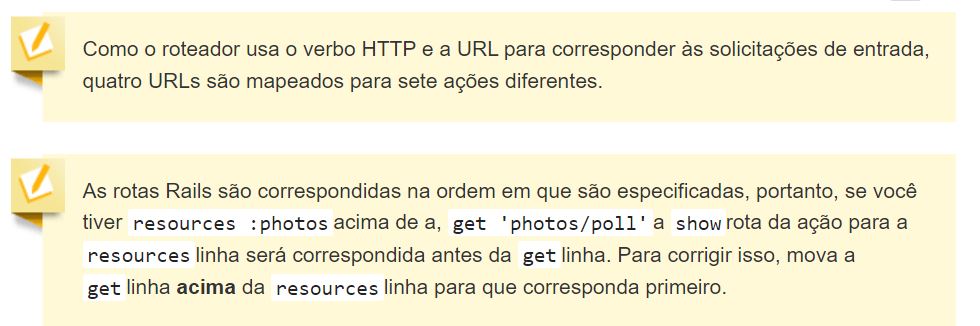 Como o roteador usa o verbo HTTP e a URL para corresponder às solicitações de entrada,
quatro URLs são mapeados para sete ações diferentes.
As rotas Rails são correspondidas na ordem em que são especificadas, portanto, se você
tiver resources :photos acima de a, get 'photos/poll' a show rota da ação para a
resources linha será correspondida antes da get linha. Para corrigir isso, mova a
get linha acima da resources linha para que corresponda primeiro.